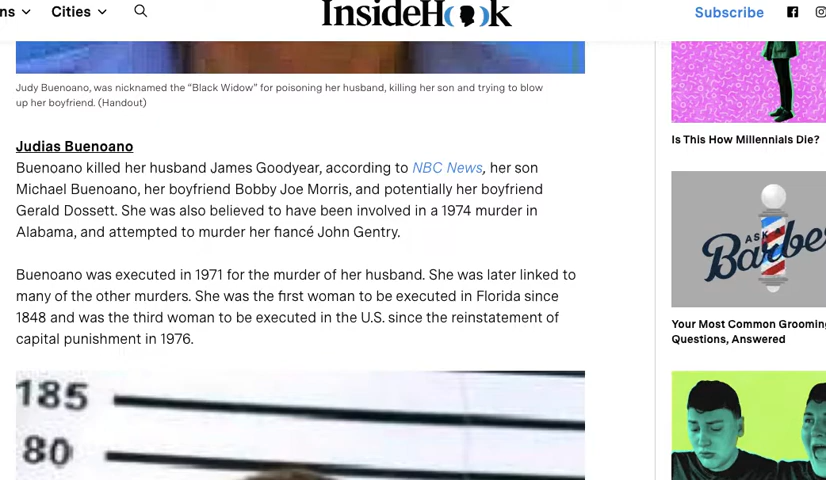 ns Cities InsideHook Subscribe
Judy Buenoano, was nicknamed the "Black Widow" for poisoning her husband, killing her son and trying to blow
up her boyfriend. (Handout)
Judias Buenoano
Buenoano killed her husband James Goodyear, according to NBC News, her son
Michael Buenoano, her boyfriend Bobby Joe Morris, and potentially her boyfriend
Gerald Dossett. She was also believed to have been involved in a 1974 murder in
Alabama, and attempted to murder her fiancé John Gentry.
Buenoano was executed in 1971 for the murder of her husband. She was later linked to
many of the other murders. She was the first woman to be executed in Florida since
1848 and was the third woman to be executed in the U.S. since the reinstatement of
capital punishment in 1976.
185
80
Is This How Millennials Die?
ASK A
Barbe
Your Most Common Grooming
Questions, Answered